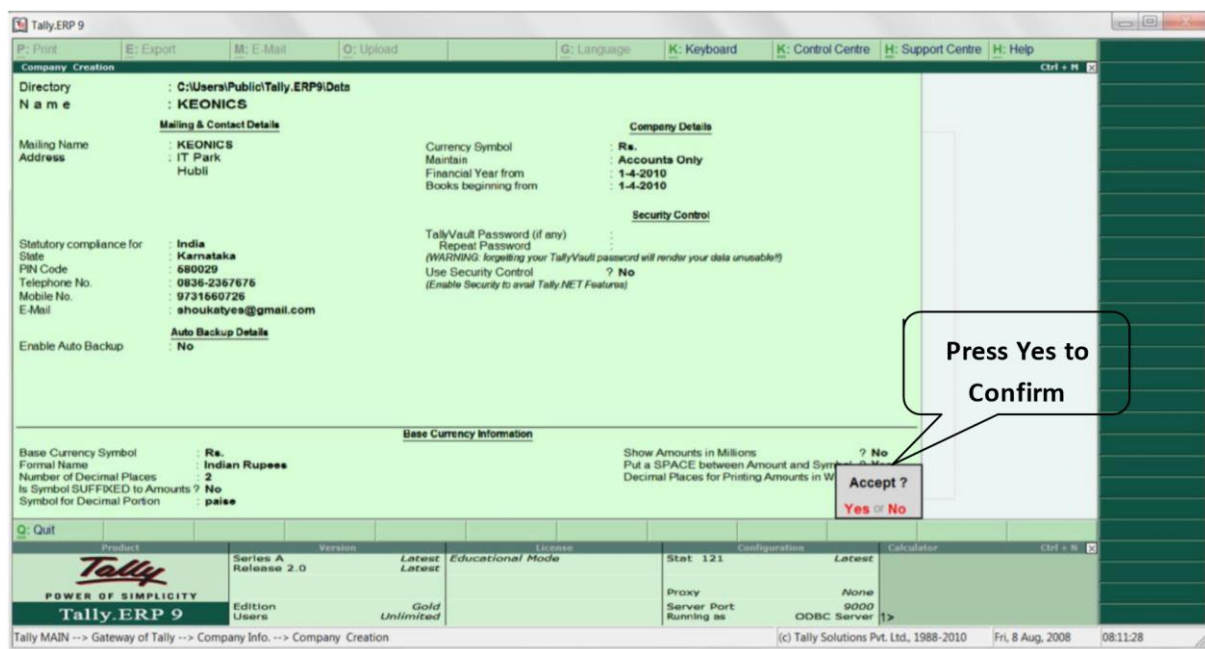 Tally.ERP 9
P: Print E: Export M: E-Mail O: Upload G: Language K: Keyboard K: Control Centre H: Support Centre H: Help
Company Creation Ctrl + M
Directory : C:\Users\Public\Tally.ERP9\Data
Name : KEONICS
Mailing & Contact Details
Mailing Name : KEONICS
Address : IT Park
Hubli
Company Details
Currency Symbol : Rs.
Maintain : Accounts Only
Financial Year from : 1-4-2010
Books beginning from : 1-4-2010
Security Control
TallyVault Password (if any) :
Repeat Password :
(WARNING: forgetting your TallyVault password will render your data unusable!!)
Use Security Control ? No
(Enable Security to avail Tally.NET Features)
Statutory compliance for : India
State : Karnataka
PIN Code : 580029
Telephone No. : 0836-2367676
Mobile No. : 9731560726
E-Mail : shoukatyes@gmail.com
Auto Backup Details
Enable Auto Backup : No
Press Yes to
Confirm
Base Currency Information
Base Currency Symbol : Rs.
Formal Name : Indian Rupees
Number of Decimal Places : 2
Is Symbol SUFFIXED to Amounts ? No
Symbol for Decimal Portion : paise
Show Amounts in Millions ? No
Put a SPACE between Amount and Symbol ?
Decimal Places for Printing Amounts in W
Accept ?
Yes or No
Q: Quit
Product Version License Configuration Calculator Ctrl + N
Tally
POWER OF SIMPLICITY
Tally.ERP 9
Series A Latest
Release 2.0 Latest
Edition Gold
Users Unlimited
Educational Mode
Stat 121 Latest
Proxy None
Server Port 9000
Running as ODBC Server
1>
Tally MAIN --> Gateway of Tally --> Company Info. --> Company Creation (c) Tally Solutions Pvt. Ltd., 1988-2010 Fri, 8 Aug, 2008 08:11:28